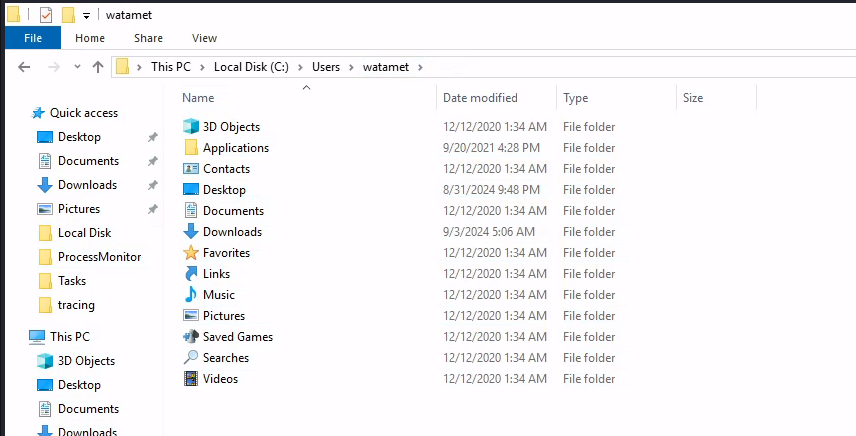 watamet
File Home Share View
This PC Local Disk (C:) Users watamet
Name Date modified Type Size
Quick access
Desktop
Documents
Downloads
Pictures
Local Disk
ProcessMonitor
Tasks
tracing
This PC
3D Objects
Desktop
Documents
Downloads
3D Objects 12/12/2020 1:34 AM File folder
Applications 9/20/2021 4:28 PM File folder
Contacts 12/12/2020 1:34 AM File folder
Desktop 8/31/2024 9:48 PM File folder
Documents 12/12/2020 1:34 AM File folder
Downloads 9/3/2024 5:06 AM File folder
Favorites 12/12/2020 1:34 AM File folder
Links 12/12/2020 1:34 AM File folder
Music 12/12/2020 1:34 AM File folder
Pictures 12/12/2020 1:34 AM File folder
Saved Games 12/12/2020 1:34 AM File folder
Searches 12/12/2020 1:34 AM File folder
Videos 12/12/2020 1:34 AM File folder